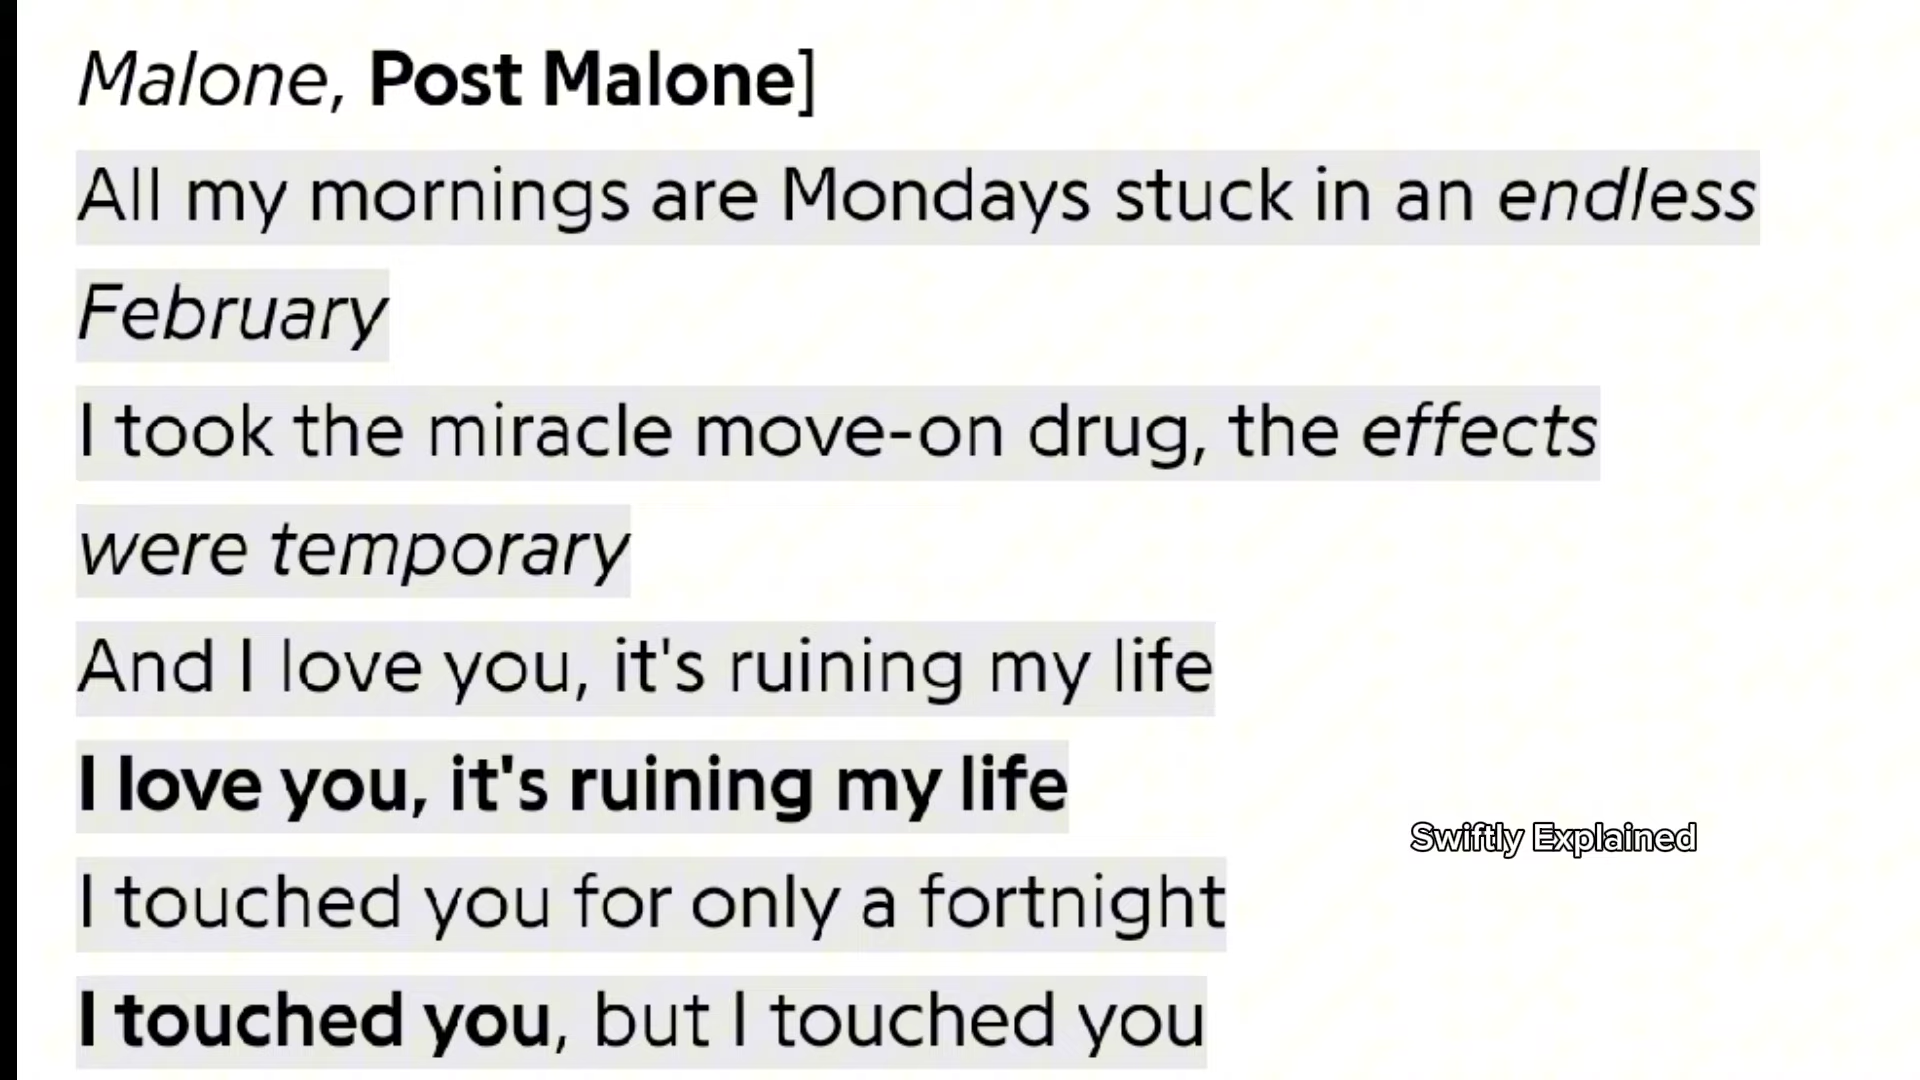 Malone, Post Malone]
All my mornings are Mondays stuck in an endless
February
I took the miracle move-on drug, the effects
were temporary
And I love you, it's ruining my life
I love you, it's ruining my life
Swiftly Explained
I touched you for only a fortnight
I touched you, but I touched you